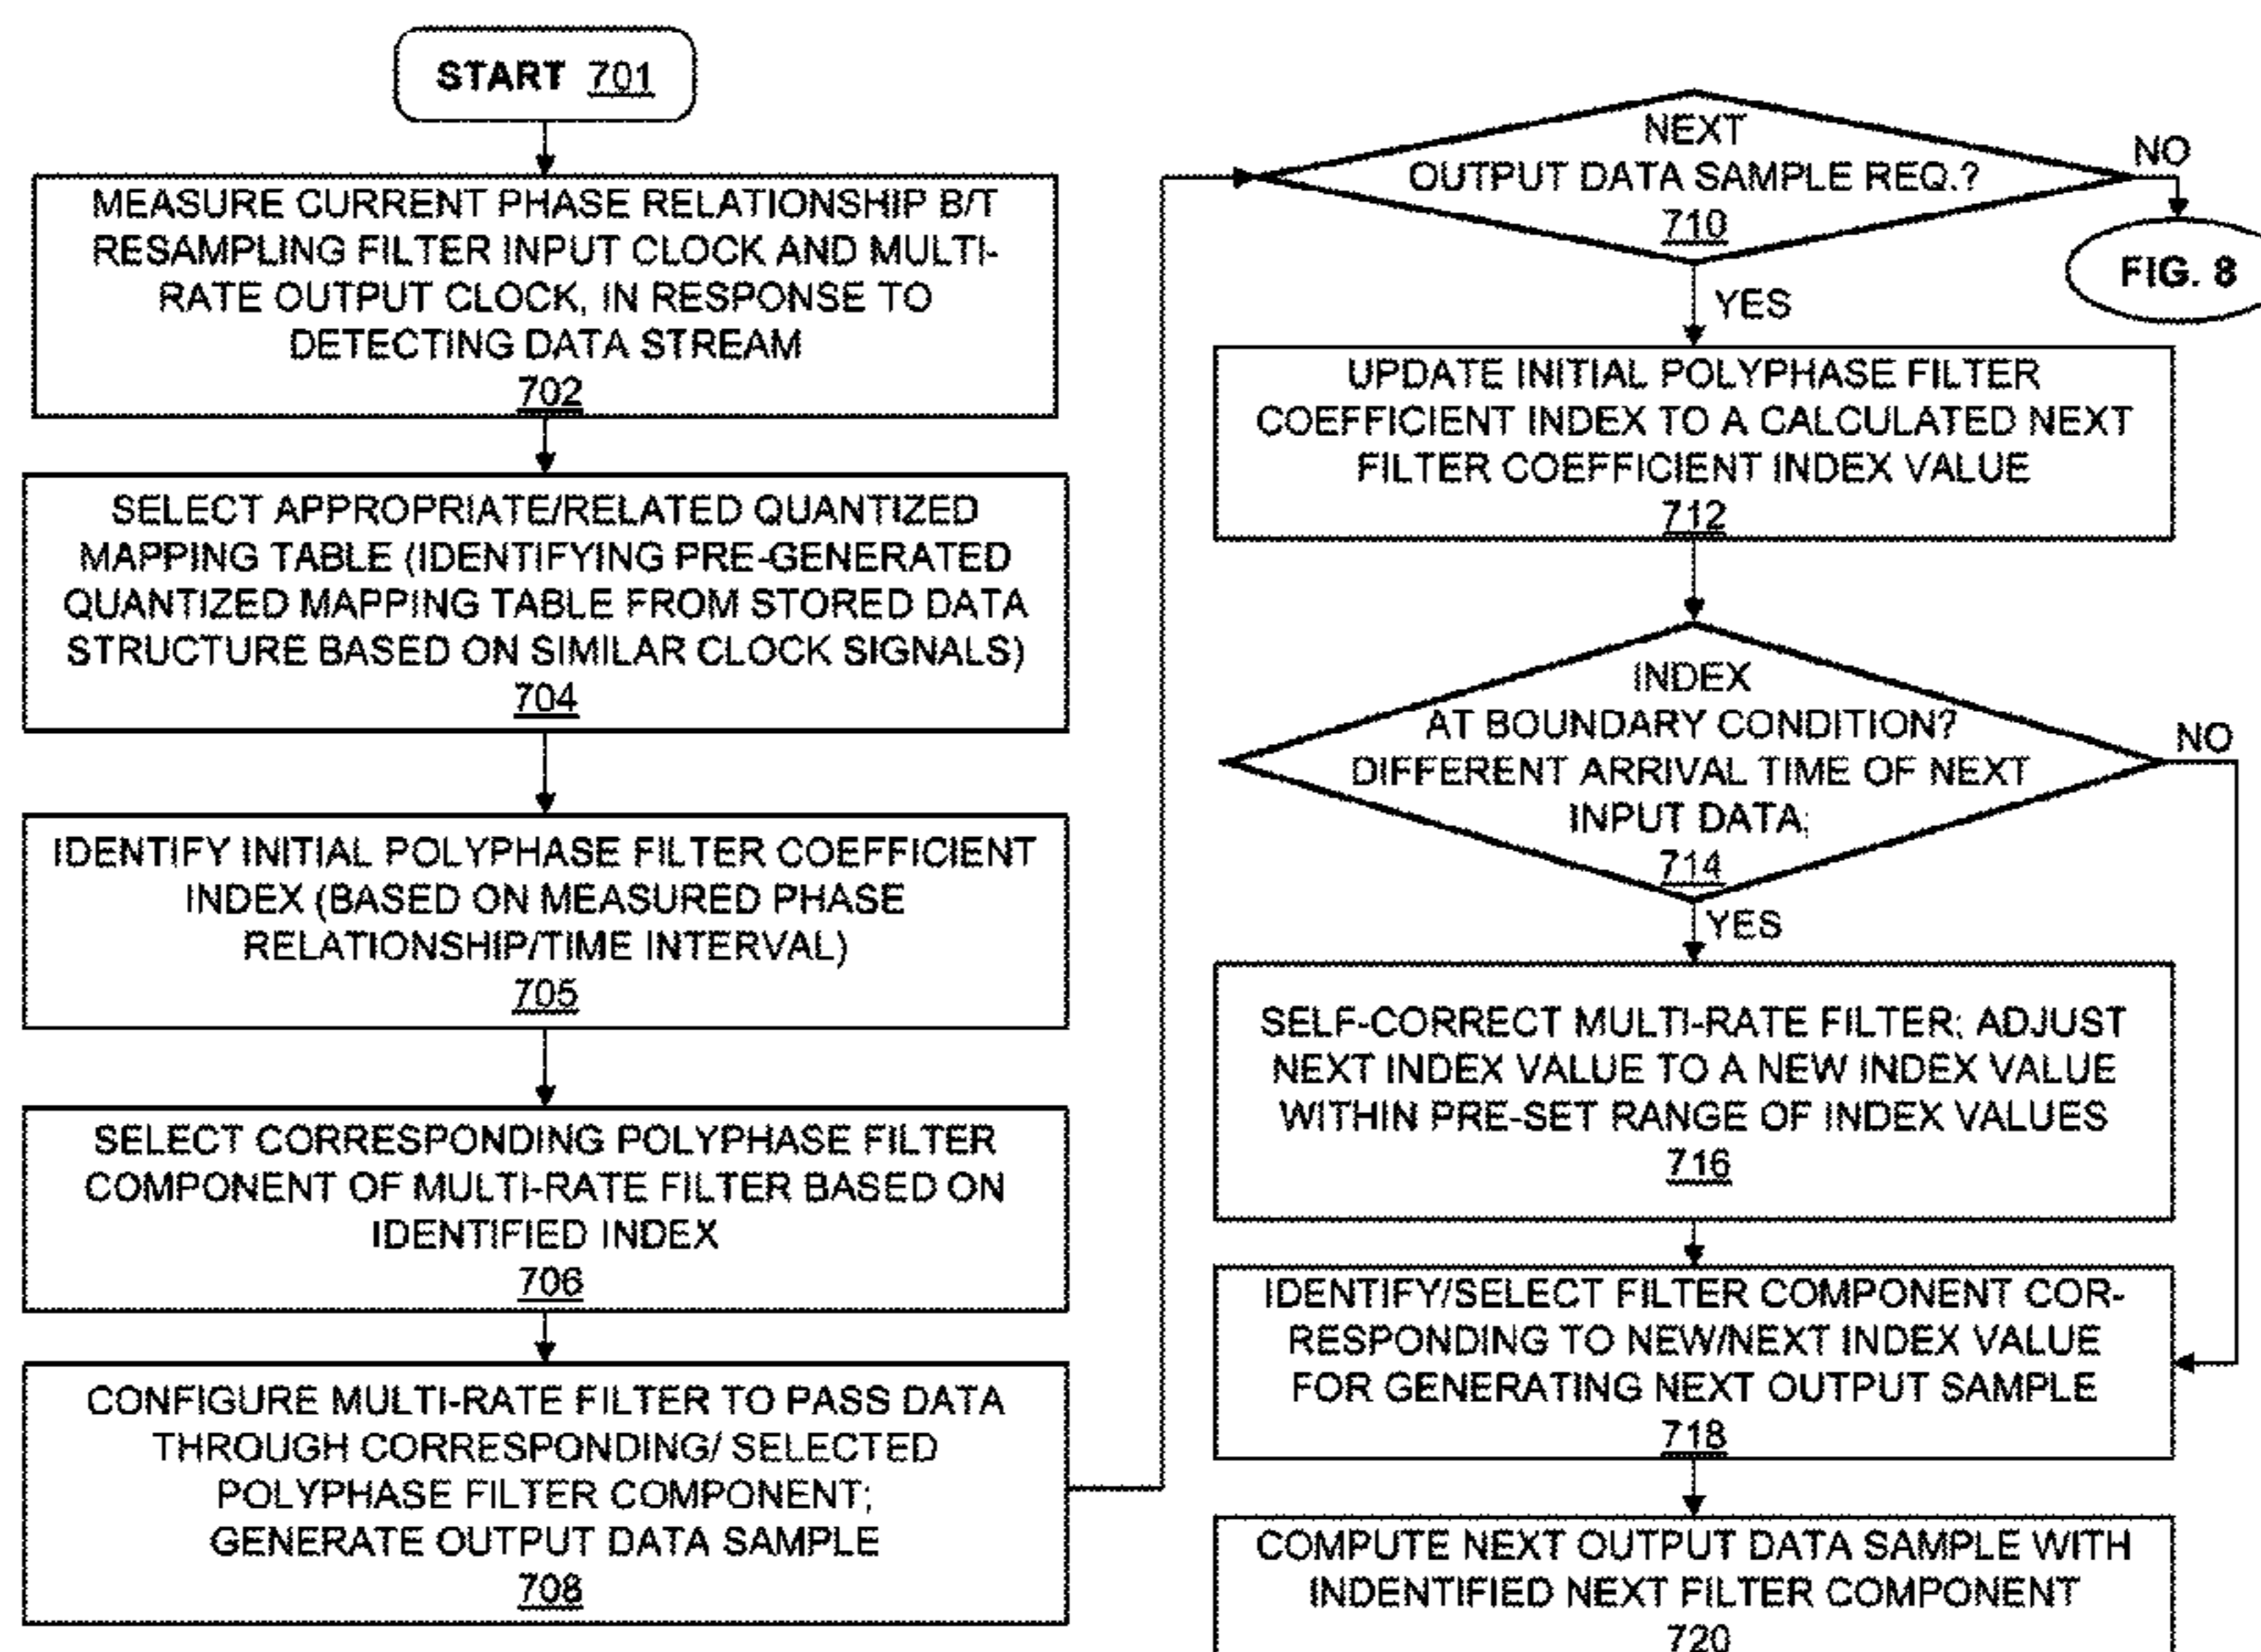 START 701
MEASURE CURRENT PHASE RELATIONSHIP B/T
RESAMPLING FILTER INPUT CLOCK AND MULTI-
RATE OUTPUT CLOCK, IN RESPONSE TO
DETECTING DATA STREAM
702
SELECT APPROPRIATE/RELATED QUANTIZED
MAPPING TABLE (IDENTIFYING PRE-GENERATED
QUANTIZED MAPPING TABLE FROM STORED DATA
STRUCTURE BASED ON SIMILAR CLOCK SIGNALS)
704
IDENTIFY INITIAL POLYPHASE FILTER COEFFICIENT
INDEX (BASED ON MEASURED PHASE
RELATIONSHIP/TIME INTERVAL)
705
SELECT CORRESPONDING POLYPHASE FILTER
COMPONENT OF MULTI-RATE FILTER BASED ON
IDENTIFIED INDEX
706
CONFIGURE MULTI-RATE FILTER TO PASS DATA
THROUGH CORRESPONDING/ SELECTED
POLYPHASE FILTER COMPONENT;
GENERATE OUTPUT DATA SAMPLE
708
NEXT
OUTPUT DATA SAMPLE REQ.?
710
NO
FIG. 8
YES
UPDATE INITIAL POLYPHASE FILTER
COEFFICIENT INDEX TO A CALCULATED NEXT
FILTER COEFFICIENT INDEX VALUE
712
INDEX
AT BOUNDARY CONDITION?
DIFFERENT ARRIVAL TIME OF NEXT
INPUT DATA;
714
NO
YES
SELF-CORRECT MULTI-RATE FILTER; ADJUST
NEXT INDEX VALUE TO A NEW INDEX VALUE
WITHIN PRE-SET RANGE OF INDEX VALUES
716
IDENTIFY/SELECT FILTER COMPONENT COR-
RESPONDING TO NEW/NEXT INDEX VALUE
FOR GENERATING NEXT OUTPUT SAMPLE
718
COMPUTE NEXT OUTPUT DATA SAMPLE WITH
INDENTIFIED NEXT FILTER COMPONENT
720